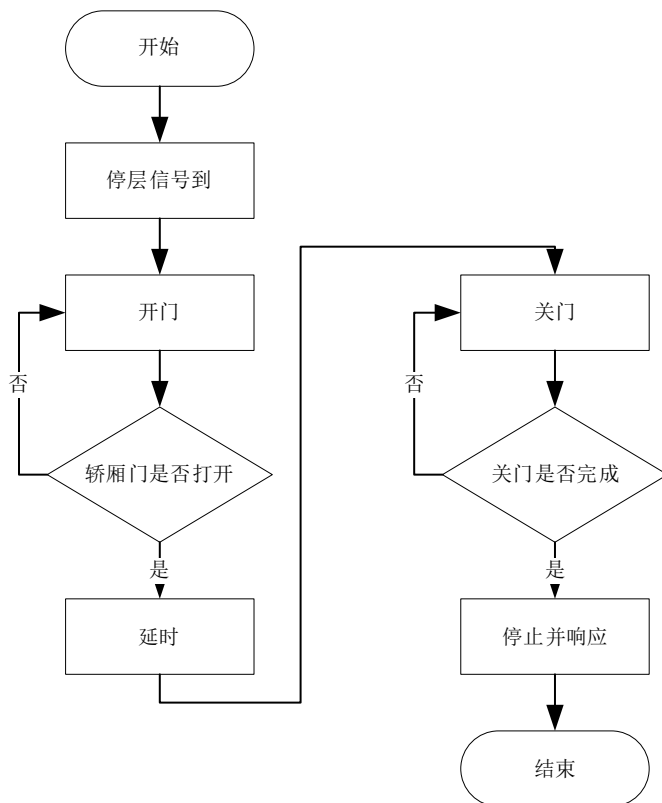 开始
停层信号到
开门
否
轿厢门是否打开
是
延时
关门
否
关门是否完成
是
停止并响应
结束